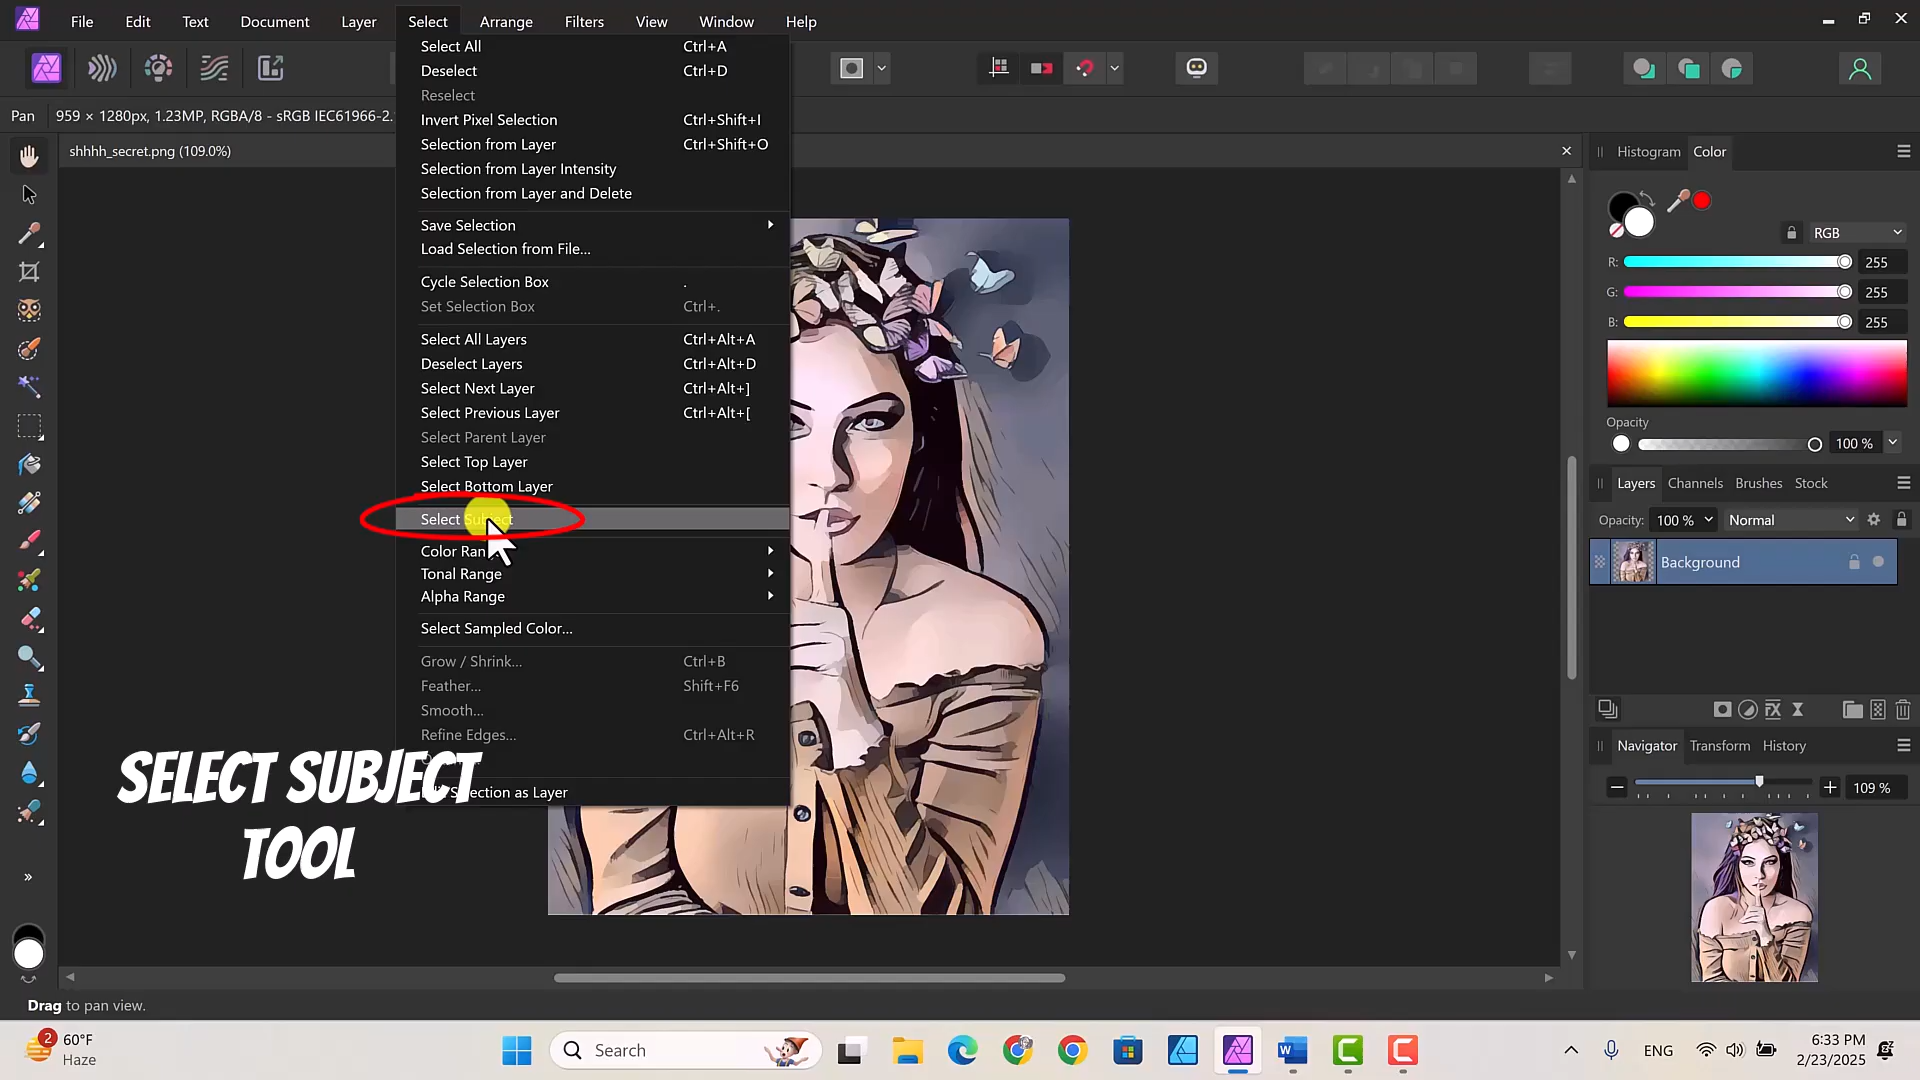 File Edit Text Document Layer Select Arrange Filters View Window Help
Pan 959 × 1280px, 1.23MP, RGBA/8 - sRGB IEC61966-2.
shhhh_secret.png (109.0%)
Select All Ctrl+A
Deselect Ctrl+D
Reselect
Invert Pixel Selection Ctrl+Shift+I
Selection from Layer Ctrl+Shift+O
Selection from Layer Intensity
Selection from Layer and Delete
Save Selection
Load Selection from File...
Cycle Selection Box .
Set Selection Box Ctrl+.
Select All Layers Ctrl+Alt+A
Deselect Layers Ctrl+Alt+D
Select Next Layer Ctrl+Alt+]
Select Previous Layer Ctrl+Alt+[
Select Parent Layer
Select Top Layer
Select Bottom Layer
Select Subject
Color Ran
Tonal Range
Alpha Range
Select Sampled Color...
Grow / Shrink... Ctrl+B
Feather... Shift+F6
Smooth...
Refine Edges... Ctrl+Alt+R
Selection as Layer
SELECT SUBJECT
TOOL
Histogram Color
RGB
R: 255
G: 255
B: 255
Opacity
100 %
Layers Channels Brushes Stock
Opacity: 100 % Normal
Background
Navigator Transform History
109 %
Drag to pan view.
2 60°F
Haze
Search
ENG
6:33 PM
2/23/2025